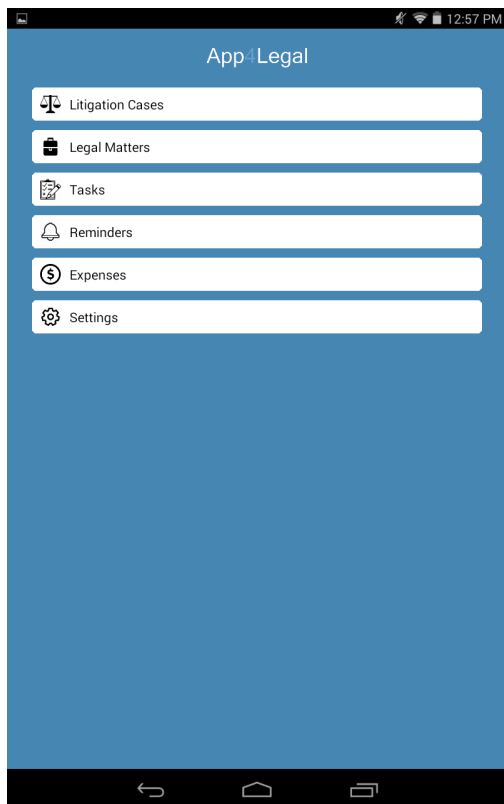 12:57 PM
App4Legal
Litigation Cases
Legal Matters
Tasks
Reminders
Expenses
Settings